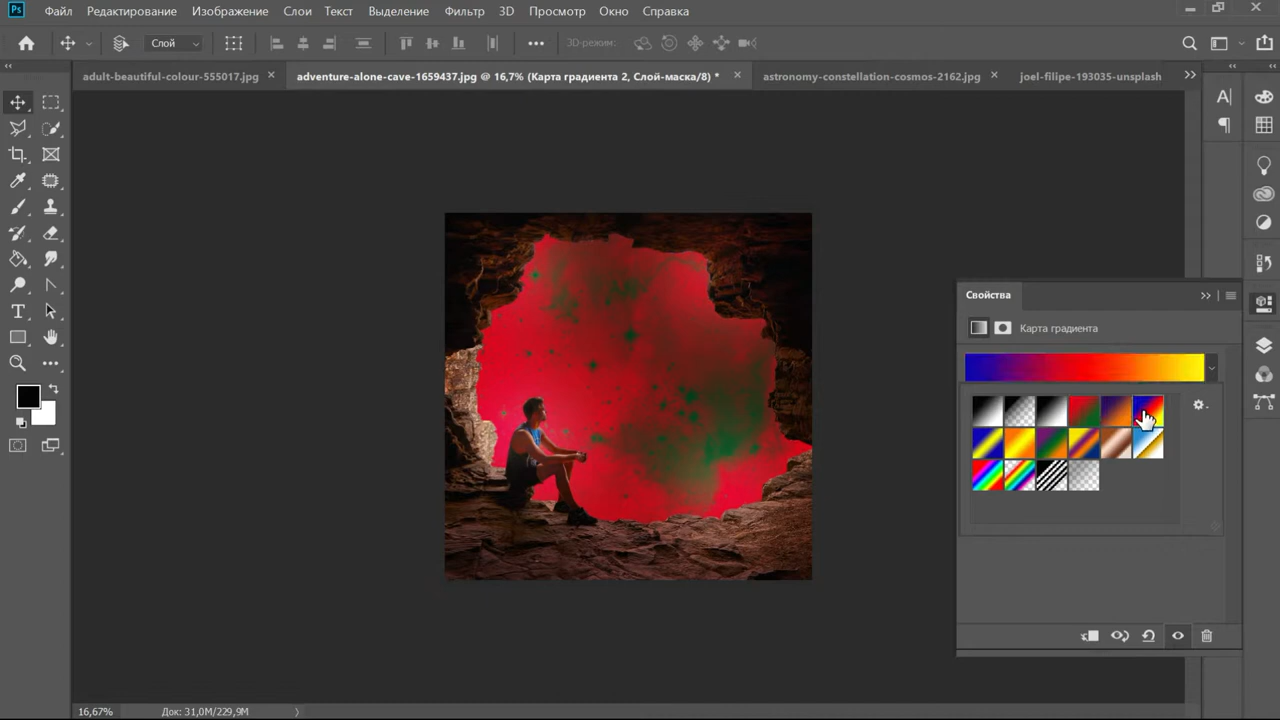 Ps Файл Редактирование Изображение Слои Текст Выделение Фильтр 3D Просмотр Окно Справка
Слой 3D-режим:
adult-beautiful-colour-555017.jpg adventure-alone-cave-1659437.jpg @ 16,7% (Карта градиента 2, Слой-маска/8) * astronomy-constellation-cosmos-2162.jpg joel-filipe-193035-unsplash
Свойства
Карта градиента
16,67% Док: 31,0M/229,9M